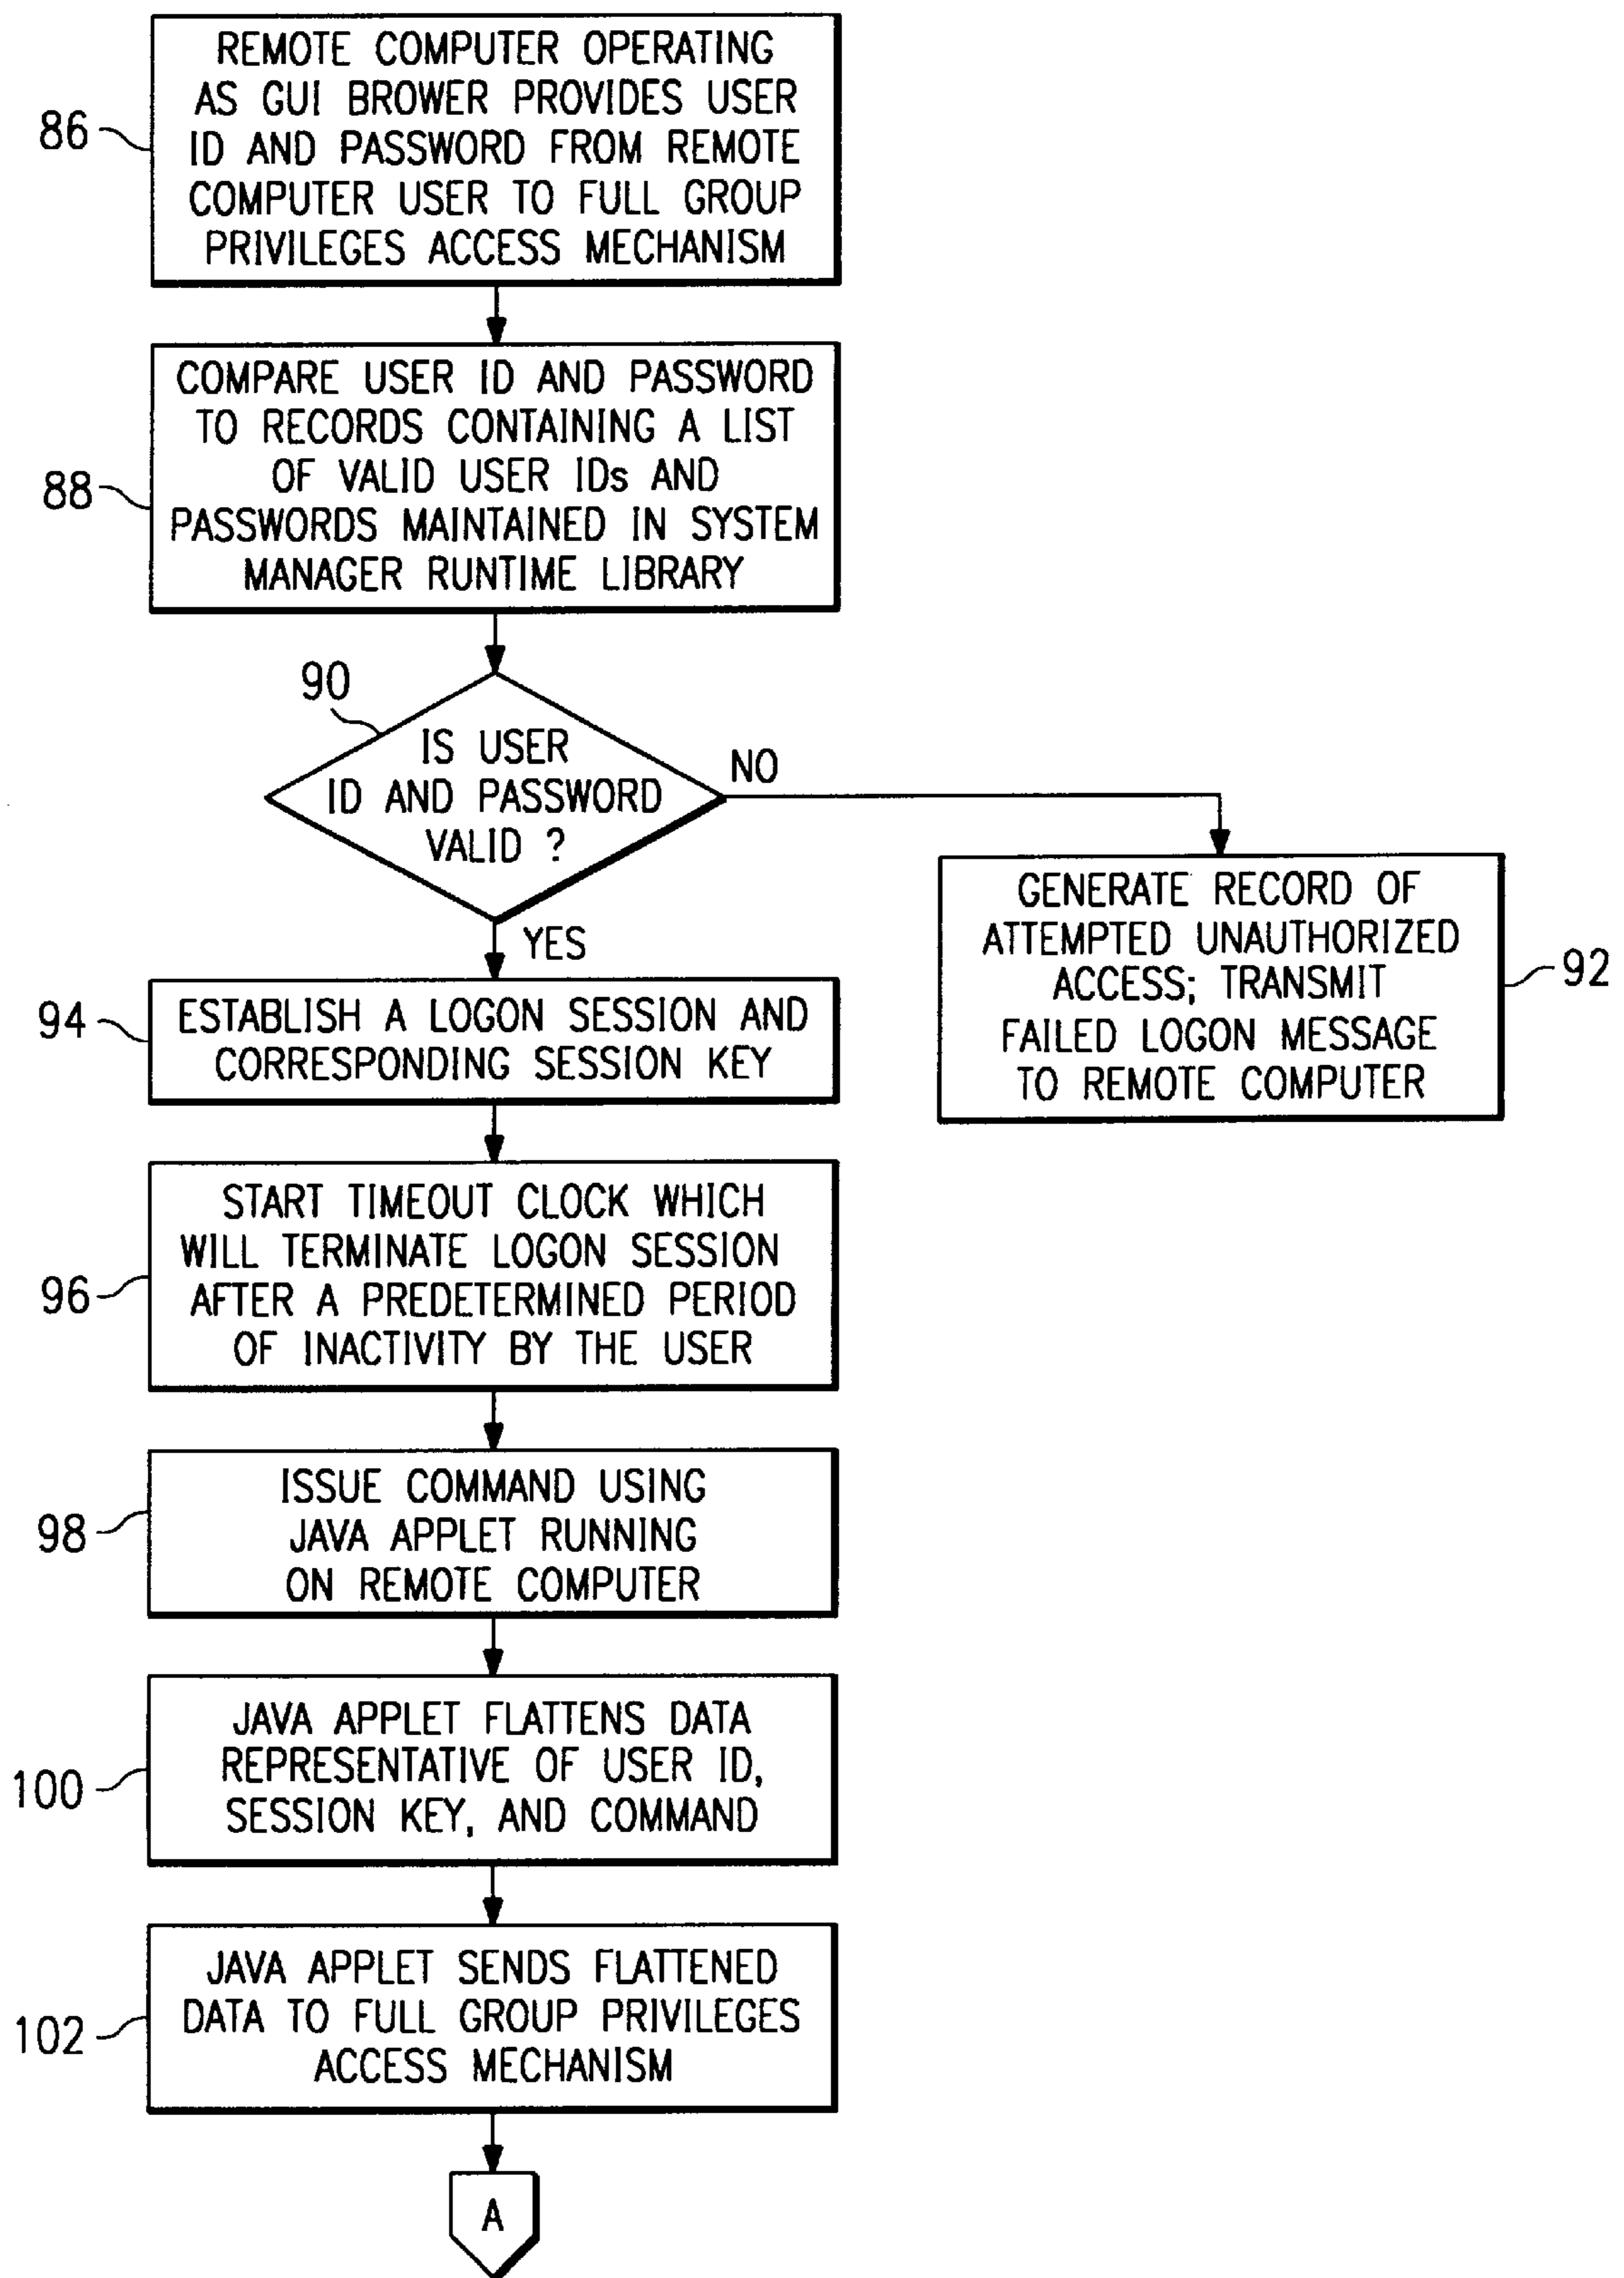 REMOTE COMPUTER OPERATING
AS GUI BROWER PROVIDES USER
ID AND PASSWORD FROM REMOTE
COMPUTER USER TO FULL GROUP
PRIVILEGES ACCESS MECHANISM
86
COMPARE USER ID AND PASSWORD
TO RECORDS CONTAINING A LIST
OF VALID USER IDs AND
PASSWORDS MAINTAINED IN SYSTEM
MANAGER RUNTIME LIBRARY
88
90
IS USER
ID AND PASSWORD
VALID ?
NO
YES
GENERATE RECORD OF
ATTEMPTED UNAUTHORIZED
ACCESS; TRANSMIT
FAILED LOGON MESSAGE
TO REMOTE COMPUTER
92
94
ESTABLISH A LOGON SESSION AND
CORRESPONDING SESSION KEY
START TIMEOUT CLOCK WHICH
WILL TERMINATE LOGON SESSION
AFTER A PREDETERMINED PERIOD
OF INACTIVITY BY THE USER
96
ISSUE COMMAND USING
JAVA APPLET RUNNING
ON REMOTE COMPUTER
98
JAVA APPLET FLATTENS DATA
REPRESENTATIVE OF USER ID,
SESSION KEY, AND COMMAND
100
JAVA APPLET SENDS FLATTENED
DATA TO FULL GROUP PRIVILEGES
ACCESS MECHANISM
102
A